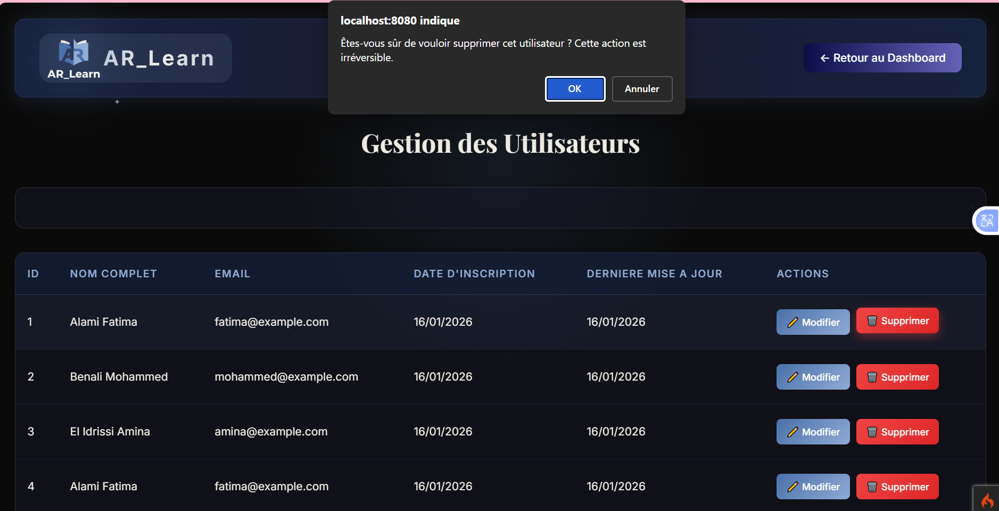 localhost:8080 indique
Êtes-vous sûr de vouloir supprimer cet utilisateur ? Cette action est
irréversible.
OK Annuler
AR_Learn
AR_Learn
← Retour au Dashboard
Gestion des Utilisateurs
ID NOM COMPLET EMAIL DATE D'INSCRIPTION DERNIERE MISE A JOUR ACTIONS
1 Alami Fatima fatima@example.com 16/01/2026 16/01/2026 Modifier Supprimer
2 Benali Mohammed mohammed@example.com 16/01/2026 16/01/2026 Modifier Supprimer
3 El Idrissi Amina amina@example.com 16/01/2026 16/01/2026 Modifier Supprimer
4 Alami Fatima fatima@example.com 16/01/2026 16/01/2026 Modifier Supprimer